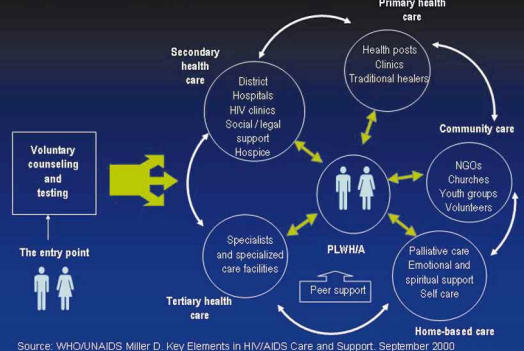 Primary health
care
Health posts
Clinics
Traditional healers
Secondary
health
care
District
Hospitals
HIV clinics
Social / legal
support
Hospice
Community care
NGOs
Churches
Youth groups
Volunteers
Voluntary
counseling
and
testing
The entry point
PLWH/A
Peer support
Specialists
and specialized
care facilities
Tertiary health
care
Palliative care
Emotional and
spiritual support
Self care
Home-based care
Source: WHO/UNAIDS Miller D. Key Elements in HIV/AIDS Care and Support. September 2000